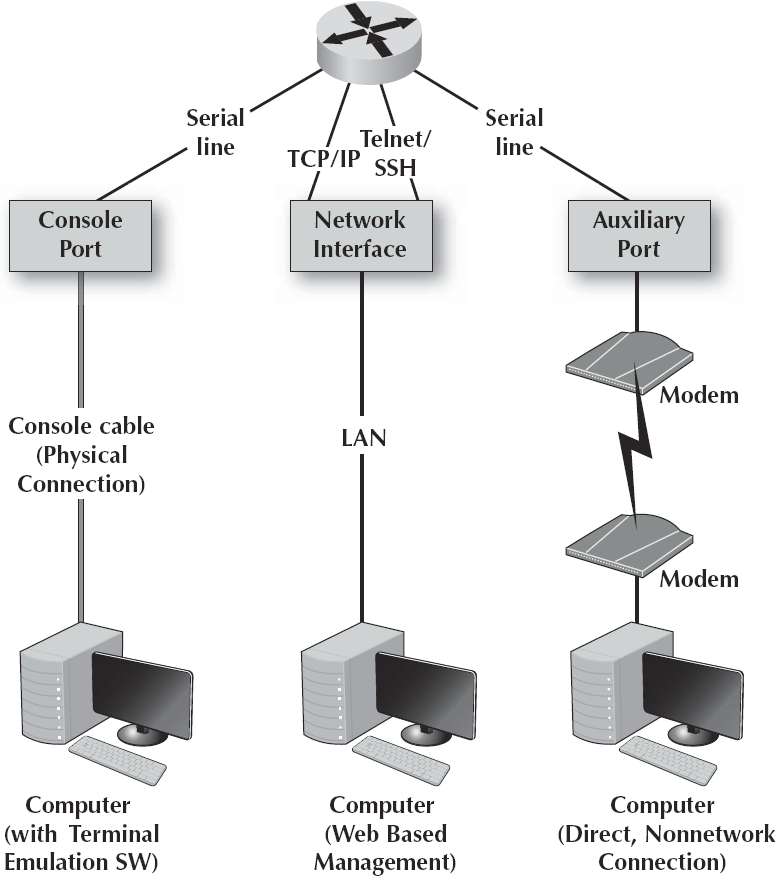 Serial
line
TCP/IP
Telnet/
SSH
Serial
line
Console
Port
Network
Interface
Auxiliary
Port
Modem
Console cable
(Physical
Connection)
LAN
Modem
Computer
(with Terminal
Emulation SW)
Computer
(Web Based
Management)
Computer
(Direct, Nonnetwork
Connection)